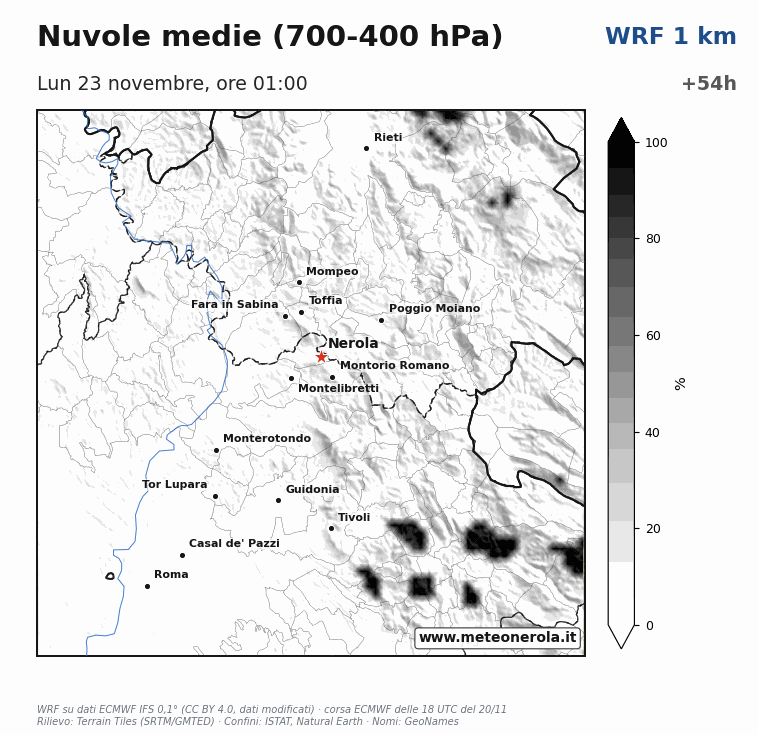 Nuvole medie (700-400 hPa)
WRF 1 km
Lun 23 novembre, ore 01:00
+54h
Rieti
Mompeo
Fara in Sabina
Toffia
Poggio Moiano
Nerola
Montorio Romano
Montelibretti
Monterotondo
Tor Lupara
Guidonia
Tivoli
Casal de' Pazzi
Roma
www.meteonerola.it
100
80
60
40
20
0
%
WRF su dati ECMWF IFS 0,1° (CC BY 4.0, dati modificati) · corsa ECMWF delle 18 UTC del 20/11
Rilievo: Terrain Tiles (SRTM/GMTED) · Confini: ISTAT, Natural Earth · Nomi: GeoNames